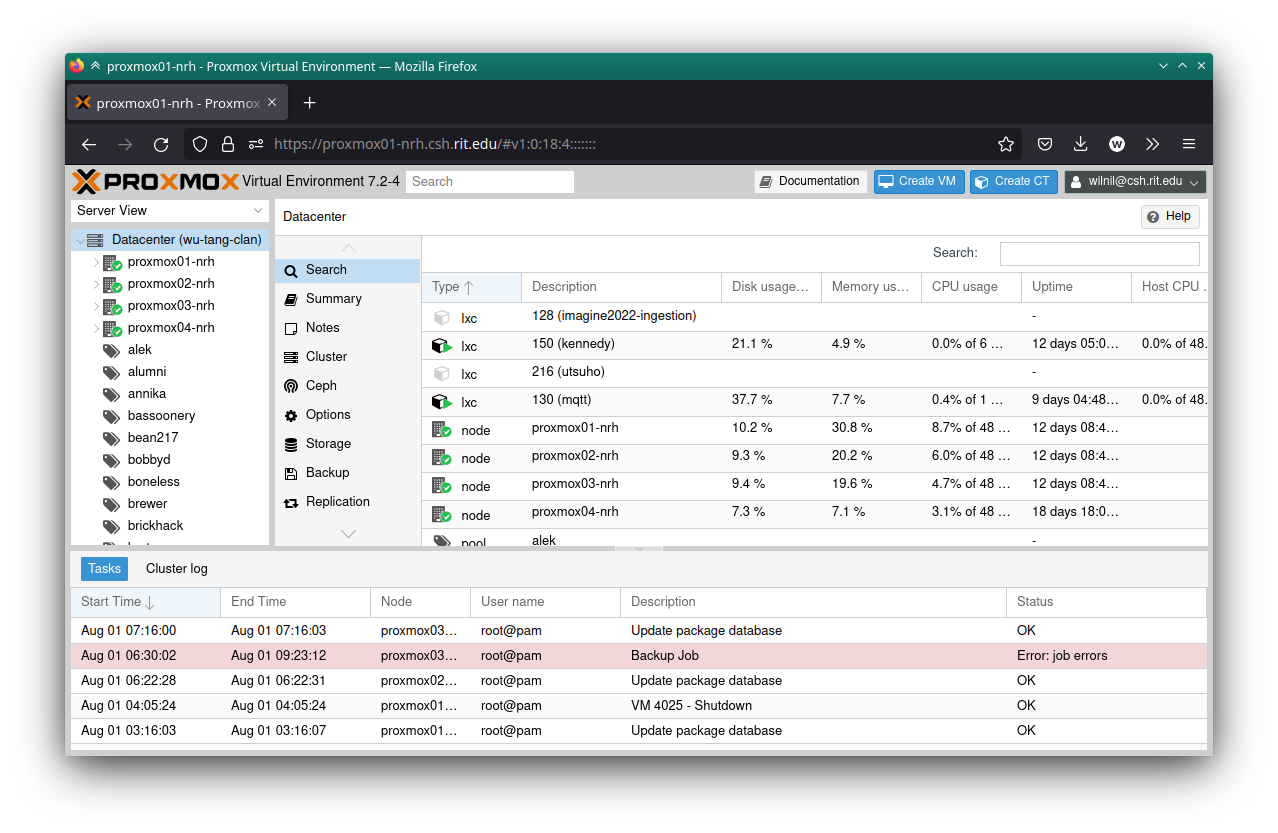 proxmox01-nrh - Proxmox Virtual Environment — Mozilla Firefox
proxmox01-nrh - Proxmox
https://proxmox01-nrh.csh.rit.edu/#v1:0:18:4:::::::
W
PROXMOX Virtual Environment 7.2-4 Search Documentation Create VM Create CT wilnil@csh.rit.edu
Server View
Datacenter Help
Datacenter (wu-tang-clan)
proxmox01-nrh
proxmox02-nrh
proxmox03-nrh
proxmox04-nrh
alek
alumni
annika
bassoonery
bean217
bobbyd
boneless
brewer
brickhack
Search
Summary
Notes
Cluster
Ceph
Options
Storage
Backup
Replication
Search:
Type Description Disk usage... Memory us... CPU usage Uptime Host CPU .
lxc 128 (imagine2022-ingestion) -
lxc 150 (kennedy) 21.1 % 4.9 % 0.0% of 6 ... 12 days 05:0... 0.0% of 48.
lxc 216 (utsuho) -
lxc 130 (mqtt) 37.7 % 7.7 % 0.4% of 1 ... 9 days 04:48... 0.0% of 48.
node proxmox01-nrh 10.2 % 30.8 % 8.7% of 48 ... 12 days 08:4...
node proxmox02-nrh 9.3 % 20.2 % 6.0% of 48 ... 12 days 08:4...
node proxmox03-nrh 9.4 % 19.6 % 4.7% of 48 ... 12 days 08:4...
node proxmox04-nrh 7.3 % 7.1 % 3.1% of 48 ... 18 days 18:0...
pool alek -
Tasks Cluster log
Start Time End Time Node User name Description Status
Aug 01 07:16:00 Aug 01 07:16:03 proxmox03... root@pam Update package database OK
Aug 01 06:30:02 Aug 01 09:23:12 proxmox03... root@pam Backup Job Error: job errors
Aug 01 06:22:28 Aug 01 06:22:31 proxmox02... root@pam Update package database OK
Aug 01 04:05:24 Aug 01 04:05:24 proxmox01... root@pam VM 4025 - Shutdown OK
Aug 01 03:16:03 Aug 01 03:16:07 proxmox01... root@pam Update package database OK